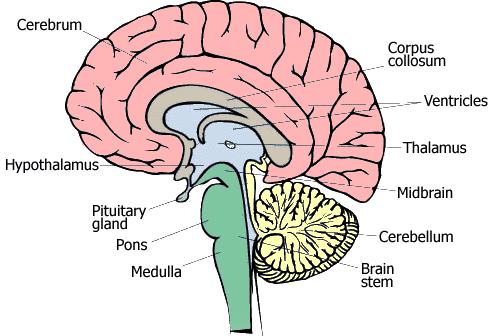 Cerebrum
Corpus
collosum
Ventricles
Thalamus
Hypothalamus
Midbrain
Pituitary
gland
Pons
Cerebellum
Medulla
Brain
stem